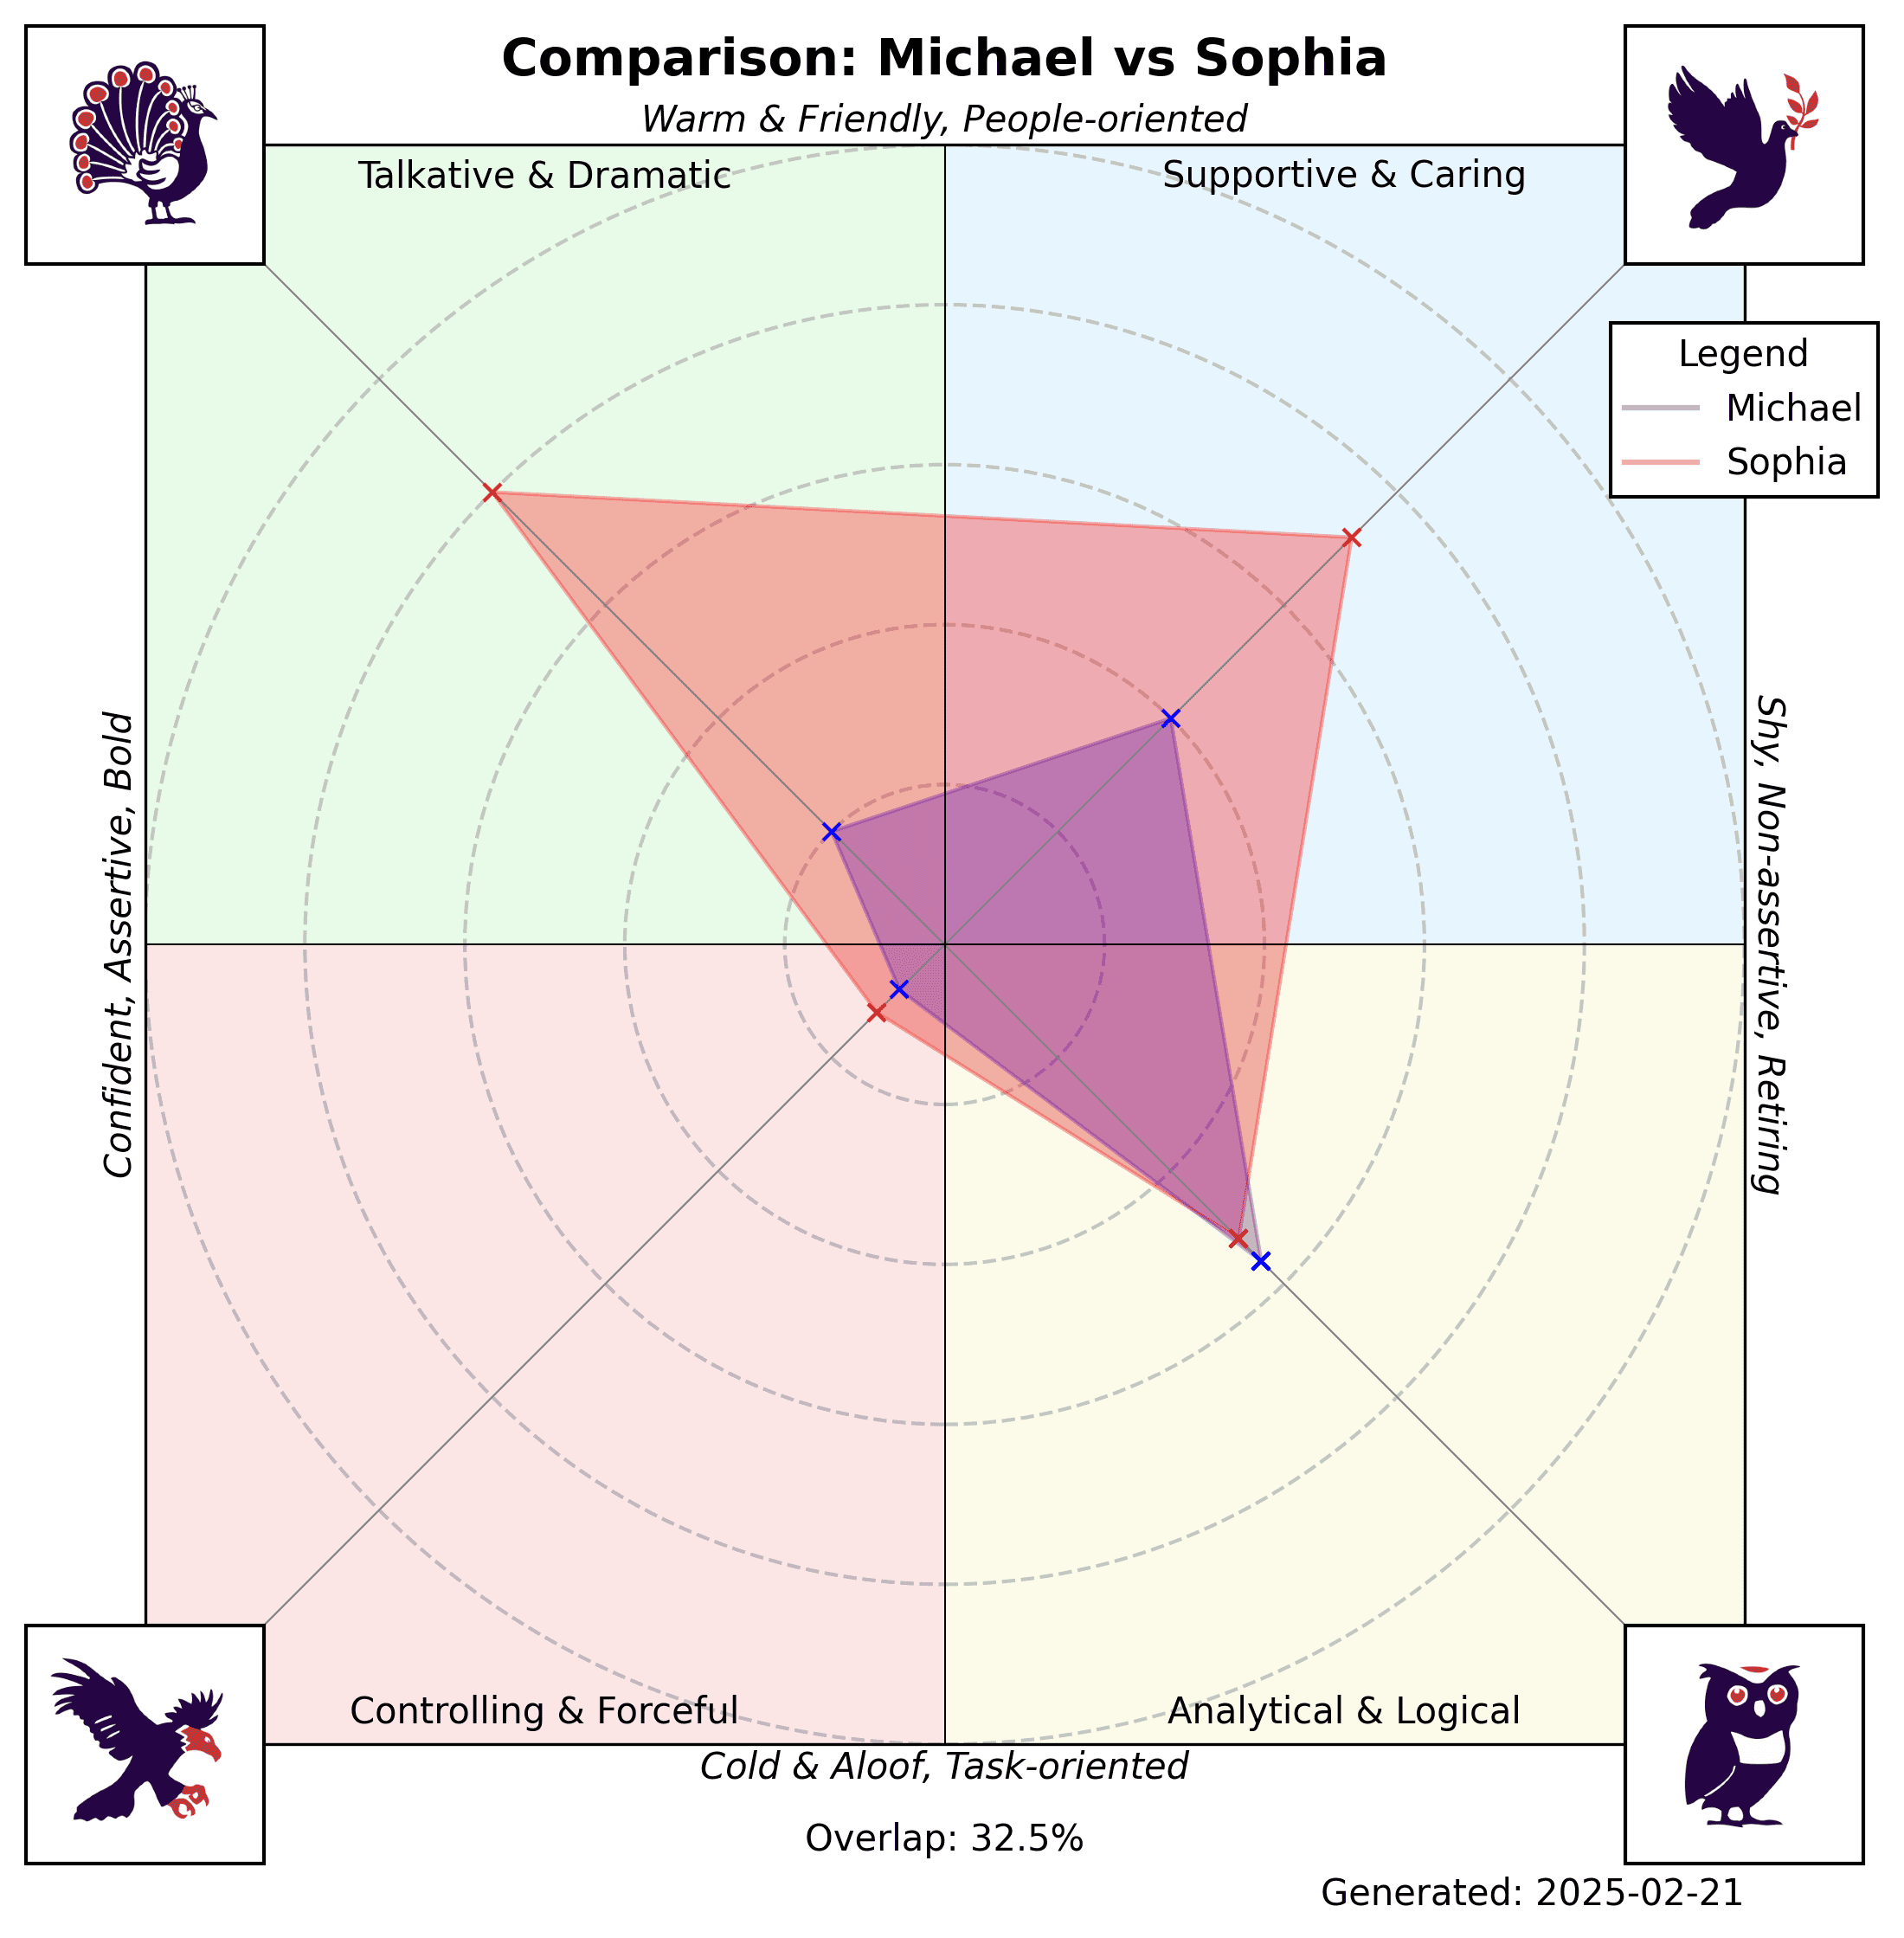 Comparison: Michael vs Sophia
Warm & Friendly, People-oriented
Talkative & Dramatic
Supportive & Caring
Legend
Michael
Sophia
Confident, Assertive, Bold
Shy, Non-assertive, Retiring
Controlling & Forceful
Analytical & Logical
Cold & Aloof, Task-oriented
Overlap: 32.5%
Generated: 2025-02-21